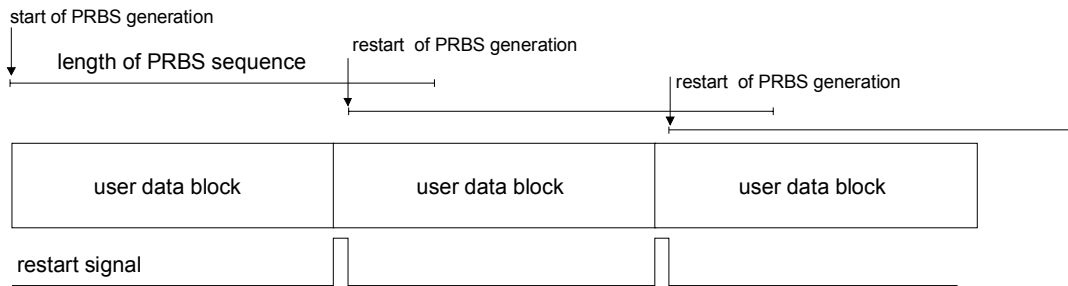 start of PRBS generation
restart of PRBS generation
length of PRBS sequence
restart of PRBS generation
user data block
user data block
user data block
restart signal